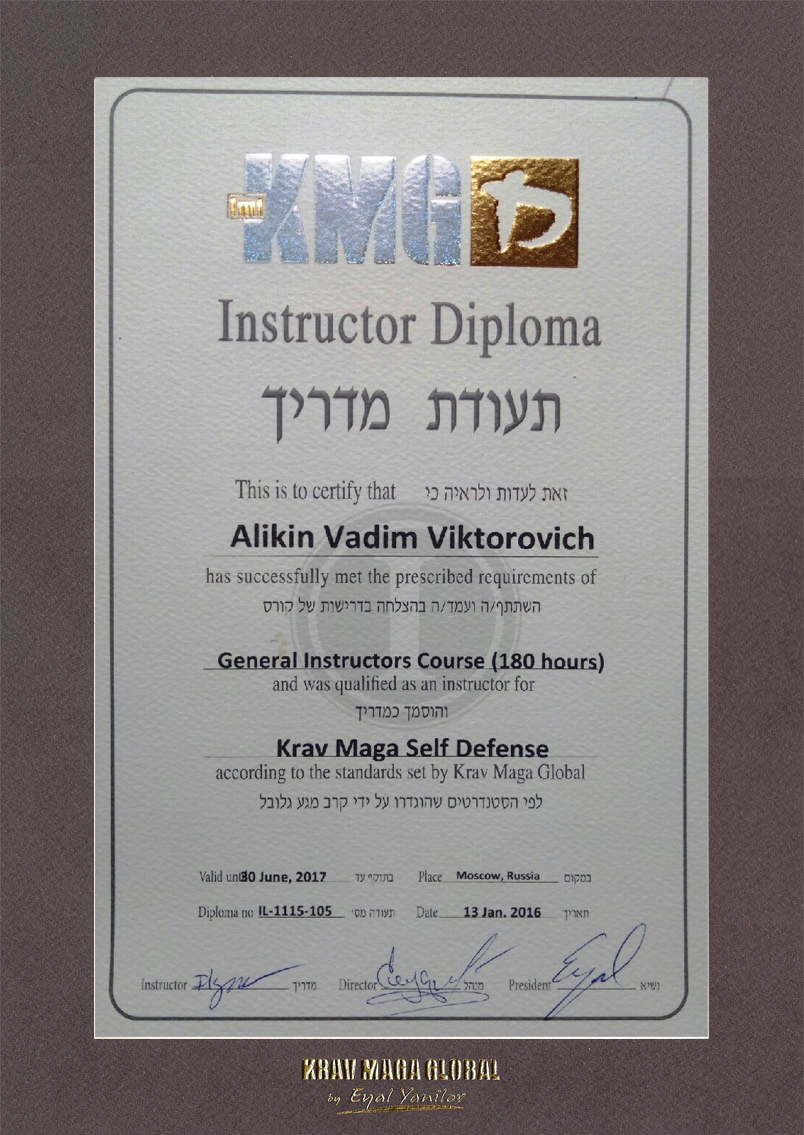 KMG
Instructor Diploma
תעודת מדריך
This is to certify that זאת לעדות ולראיה כי
Alikin Vadim Viktorovich
has successfully met the prescribed requirements of
השתתף/ה ועמד/ה בהצלחה בדרישות של קורס
General Instructors Course (180 hours)
and was qualified as an instructor for
והוסמך כמדריך
Krav Maga Self Defense
according to the standards set by Krav Maga Global
לפי הסטנדרטים שהוגדרו על ידי קרב מגע גלובל
Valid until 30 June, 2017 בתוקף עד Place Moscow, Russia במקום
Diploma no IL-1115-105 תעודה מס' Date 13 Jan. 2016 תאריך
Instructor מדריך Director מנהל President Eyal נשיא
KRAV MAGA GLOBAL
by Eyal Yanilov